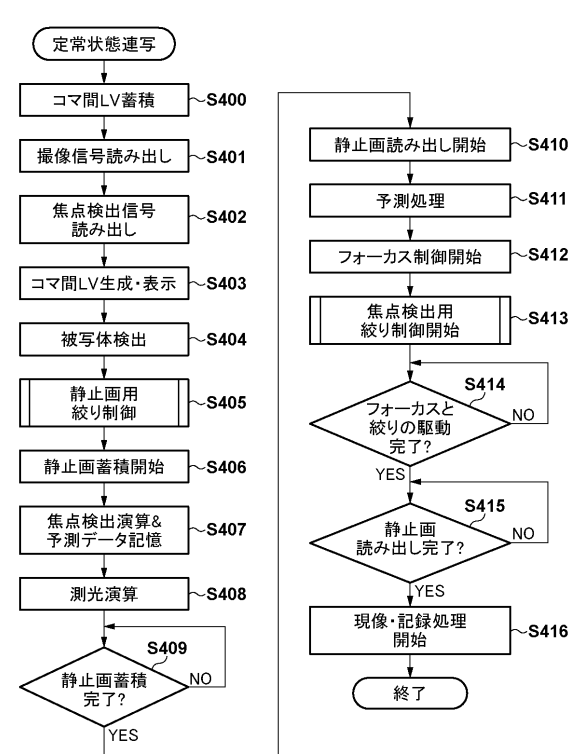 定常状態連写
コマ間LV蓄積
S400
撮像信号読み出し
S401
焦点検出信号
読み出し
S402
コマ間LV生成・表示
S403
被写体検出
S404
静止画用
絞り制御
S405
静止画蓄積開始
S406
焦点検出演算&
予測データ記憶
S407
測光演算
S408
S409
静止画蓄積
完了?
NO
YES
静止画読み出し開始
S410
予測処理
S411
フォーカス制御開始
S412
焦点検出用
絞り制御開始
S413
S414
フォーカスと
絞りの駆動
完了?
NO
YES
S415
静止画
読み出し完了?
NO
YES
現像・記録処理
開始
S416
終了